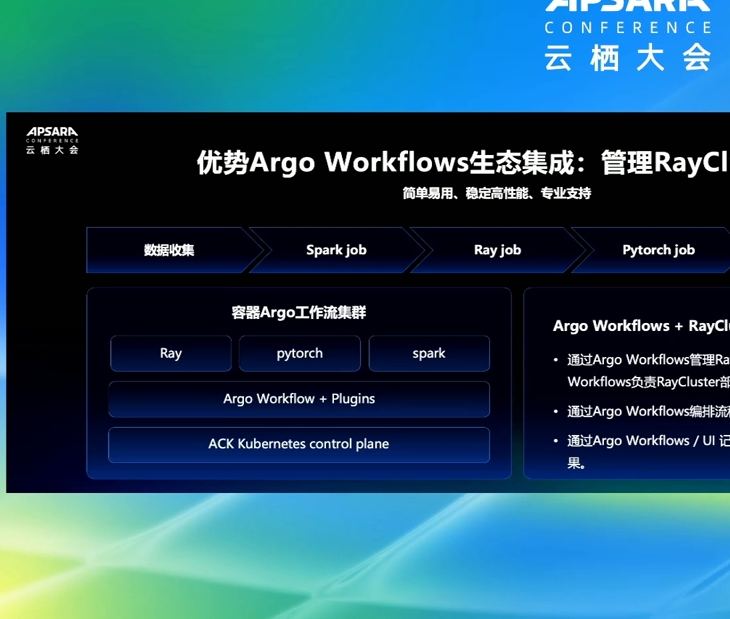 APSARA
CONFERENCE
云栖大会
APSARA
CONFERENCE
云栖大会
优势Argo Workflows生态集成：管理RayCl
简单易用、稳定高性能、专业支持
数据收集
Spark job
Ray job
Pytorch job
容器Argo工作流集群
Ray
pytorch
spark
Argo Workflow + Plugins
ACK Kubernetes control plane
Argo Workflows + RayClu
• 通过Argo Workflows管理Ra
Workflows负责RayCluster部
• 通过Argo Workflows编排流程
• 通过Argo Workflows / UI 记
果。